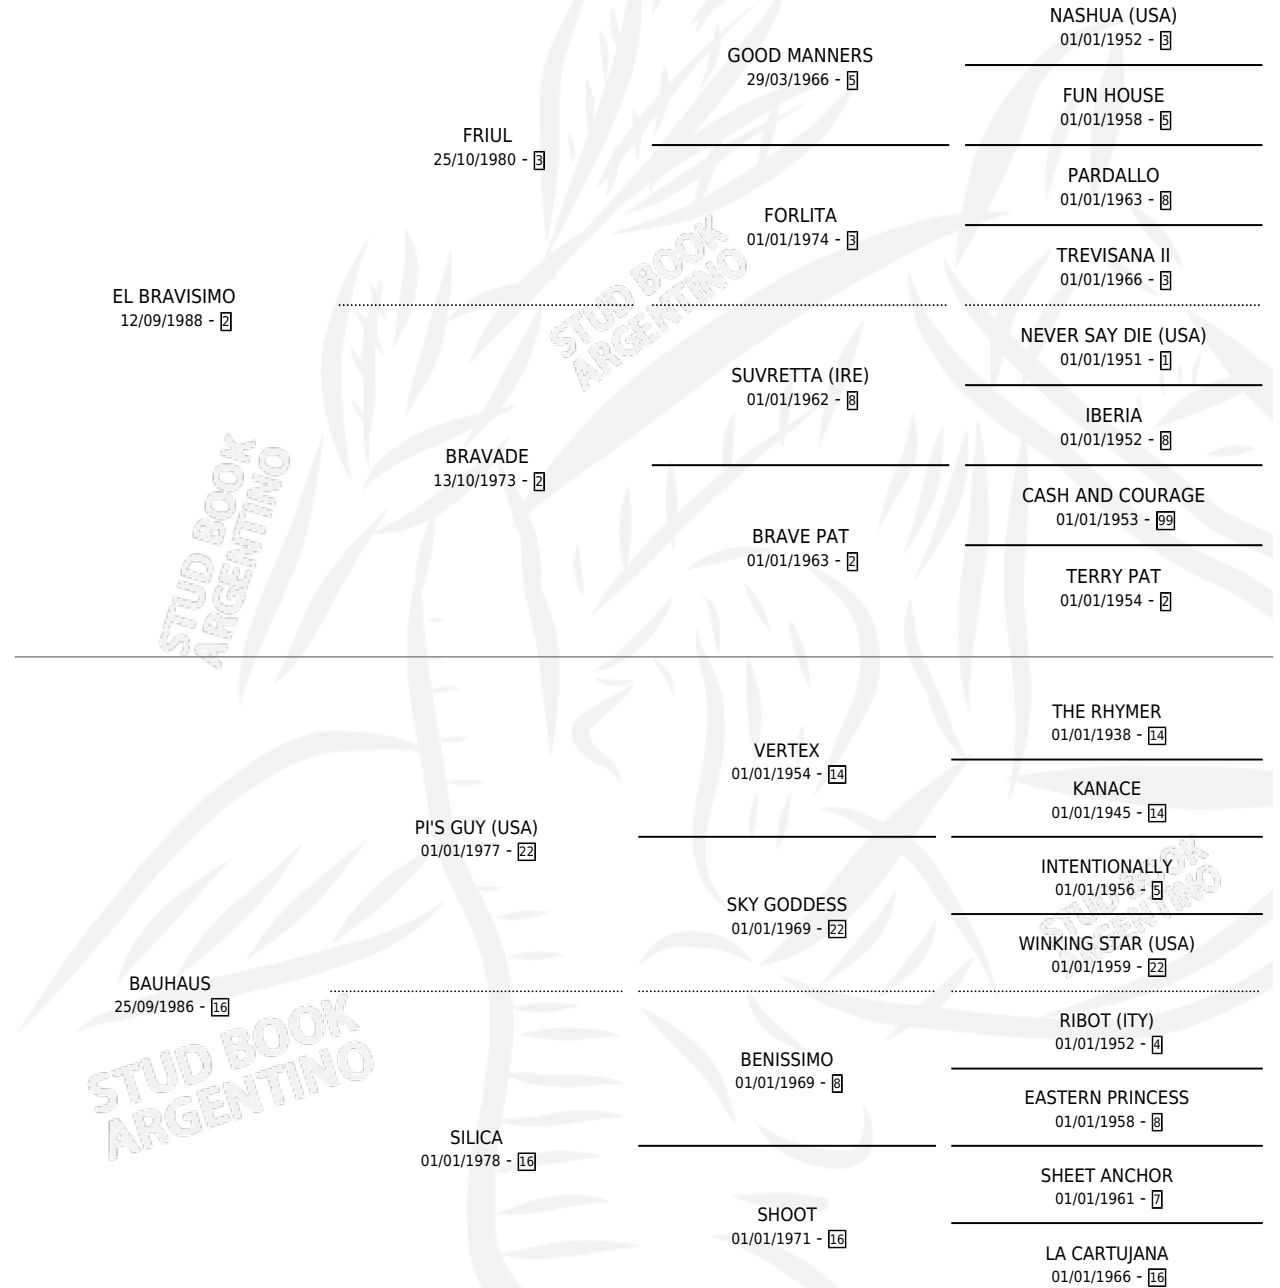 NASHUA (USA)
01/01/1952 - 3
GOOD MANNERS
29/03/1966 - 5
FUN HOUSE
01/01/1958 - 5
FRIUL
25/10/1980 - 3
PARDALLO
01/01/1963 - 8
FORLITA
01/01/1974 - 3
TREVISANA II
01/01/1966 - 3
EL BRAVISIMO
12/09/1988 - 2
STUD BOOK
ARGENTINO
NEVER SAY DIE (USA)
01/01/1951 - 1
SUVRETTA (IRE)
01/01/1962 - 8
IBERIA
01/01/1952 - 8
BRAVADE
13/10/1973 - 2
CASH AND COURAGE
01/01/1953 - 99
BRAVE PAT
01/01/1963 - 2
TERRY PAT
01/01/1954 - 2
STUD BOOK
ARGENTINO
THE RHYMER
01/01/1938 - 14
VERTEX
01/01/1954 - 14
KANACE
01/01/1945 - 14
PI'S GUY (USA)
01/01/1977 - 22
INTENTIONALLY
01/01/1956 - 5
SKY GODDESS
01/01/1969 - 22
WINKING STAR (USA)
01/01/1959 - 22
STUD BOOK
ARGENTINO
BAUHAUS
25/09/1986 - 16
RIBOT (ITY)
01/01/1952 - 4
BENISSIMO
01/01/1969 - 8
EASTERN PRINCESS
01/01/1958 - 8
STUD BOOK
ARGENTINO
SILICA
01/01/1978 - 16
SHEET ANCHOR
01/01/1961 - 7
SHOOT
01/01/1971 - 16
LA CARTUJANA
01/01/1966 - 16